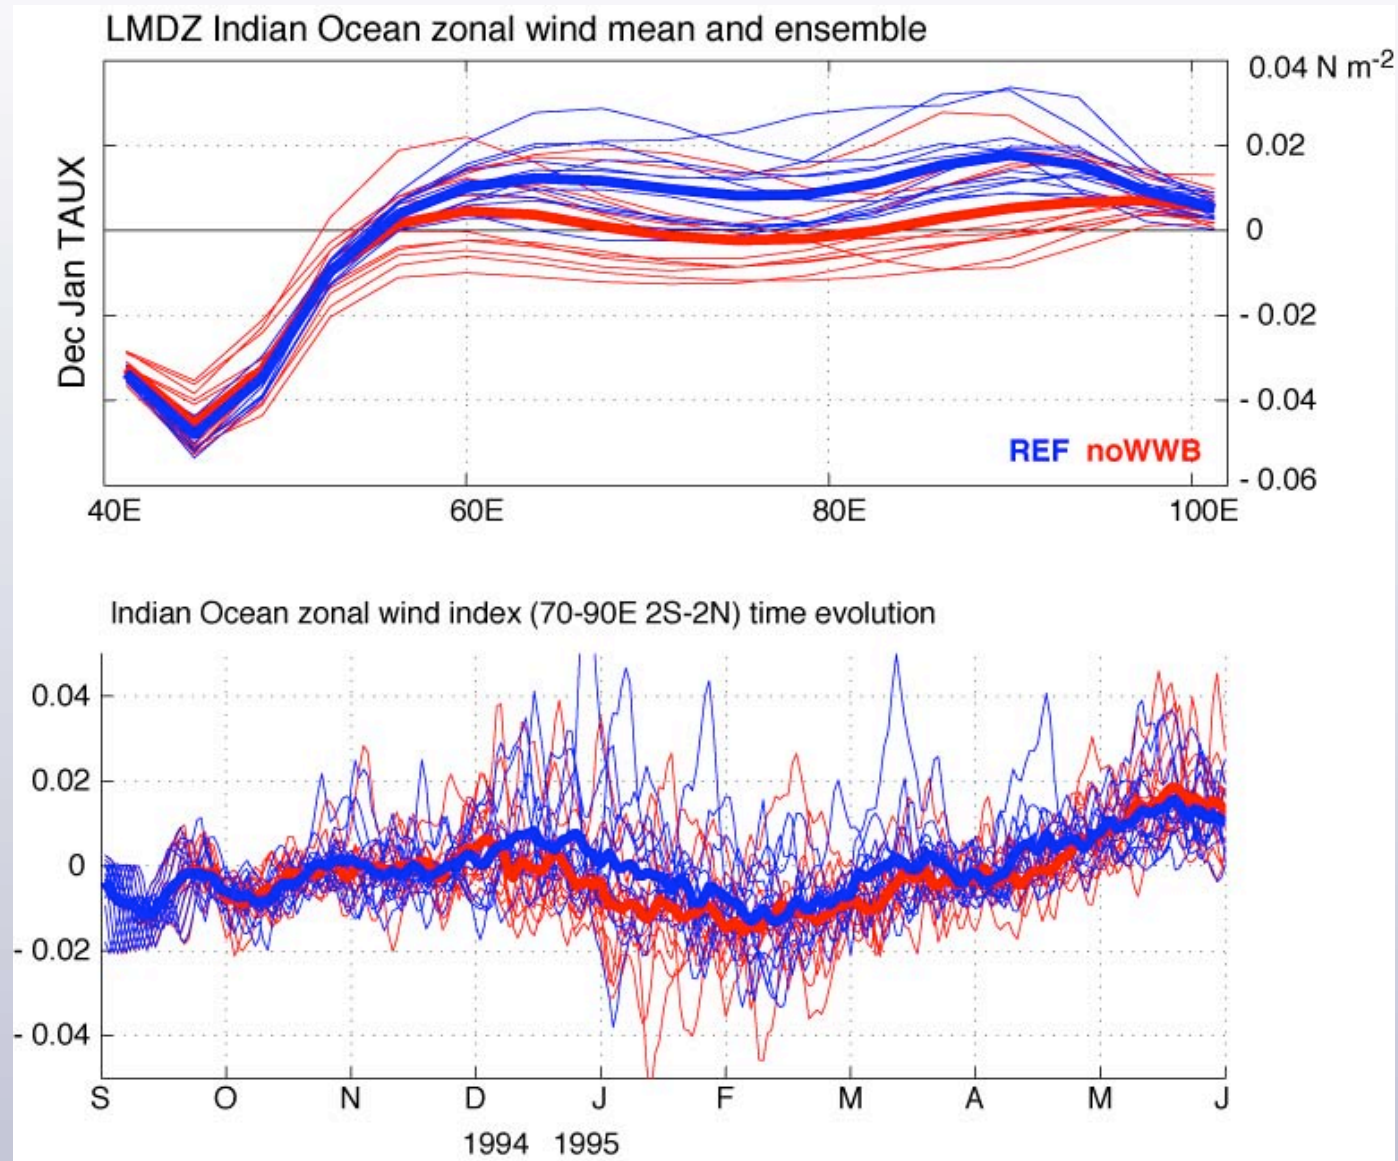 LMDZ Indian Ocean zonal wind mean and ensemble
0.04 N m-2
0.02
0
- 0.02
- 0.04
- 0.06
Dec Jan TAUX
REF noWWB
40E 60E 80E 100E
Indian Ocean zonal wind index (70-90E 2S-2N) time evolution
0.04
0.02
0
- 0.02
- 0.04
S O N D J F M A M J
1994 1995